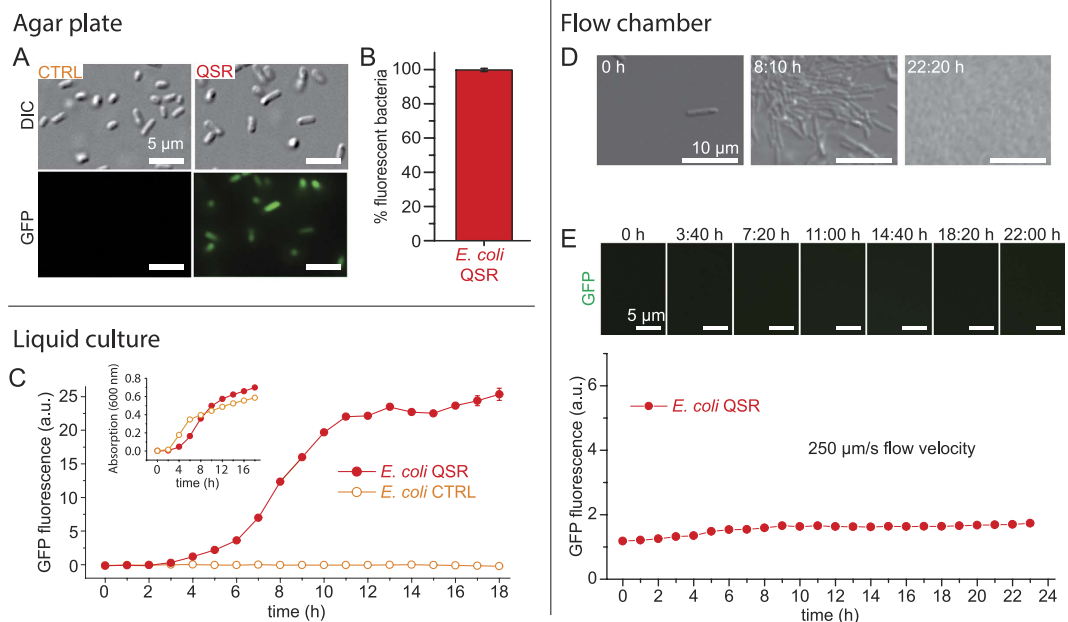 Agar plate
A
CTRL
QSR
DIC
5 µm
GFP
B
% fluorescent bacteria
100
80
60
40
20
0
E. coli
QSR
Liquid culture
C
GFP fluorescence (a.u.)
25
20
15
10
5
0
0 2 4 6 8 10 12 14 16 18
time (h)
Absorption (600 nm)
0.8
0.4
0.0
0 4 8 12 16
time (h)
E. coli QSR
E. coli CTRL
Flow chamber
D
0 h
8:10 h
22:20 h
10 µm
E
0 h 3:40 h 7:20 h 11:00 h 14:40 h 18:20 h 22:00 h
GFP
5 µm
GFP fluorescence (a.u.)
6
4
2
0
E. coli QSR
250 µm/s flow velocity
0 2 4 6 8 10 12 14 16 18 20 22 24
time (h)